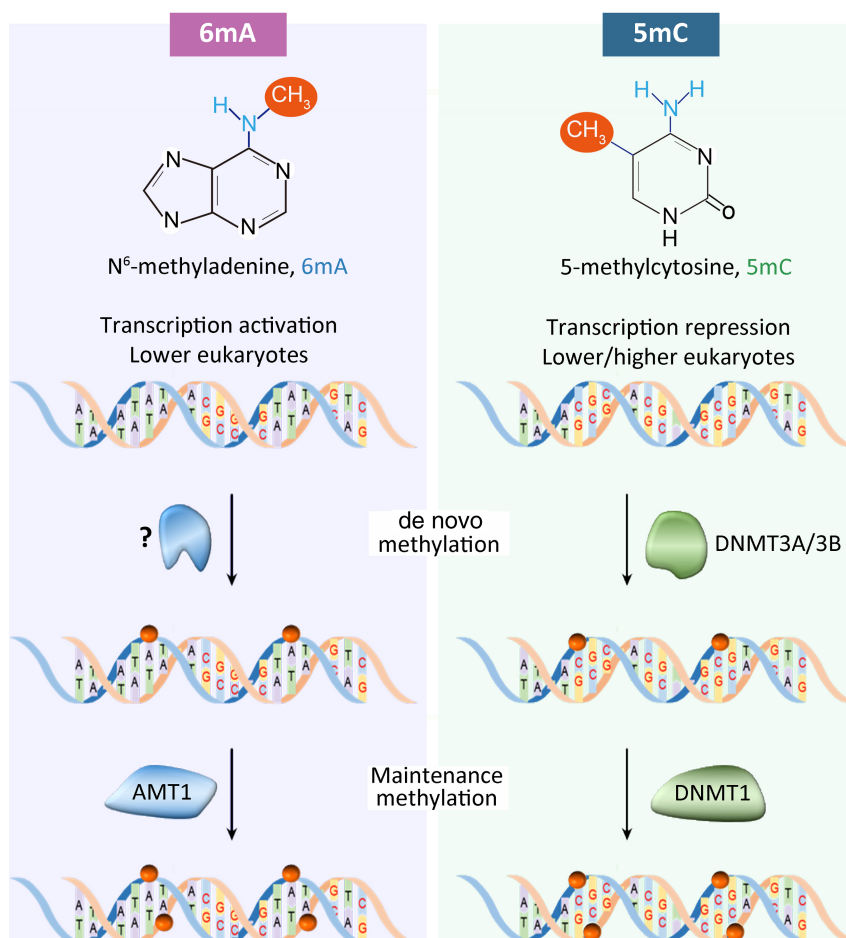 6mA
5mC
H
N
CH3
N
N
N
N
N6-methyladenine, 6mA
Transcription activation
Lower eukaryotes
H
H
N
CH3
N
N
H
O
5-methylcytosine, 5mC
Transcription repression
Lower/higher eukaryotes
?
de novo
methylation
DNMT3A/3B
AMT1
Maintenance
methylation
DNMT1